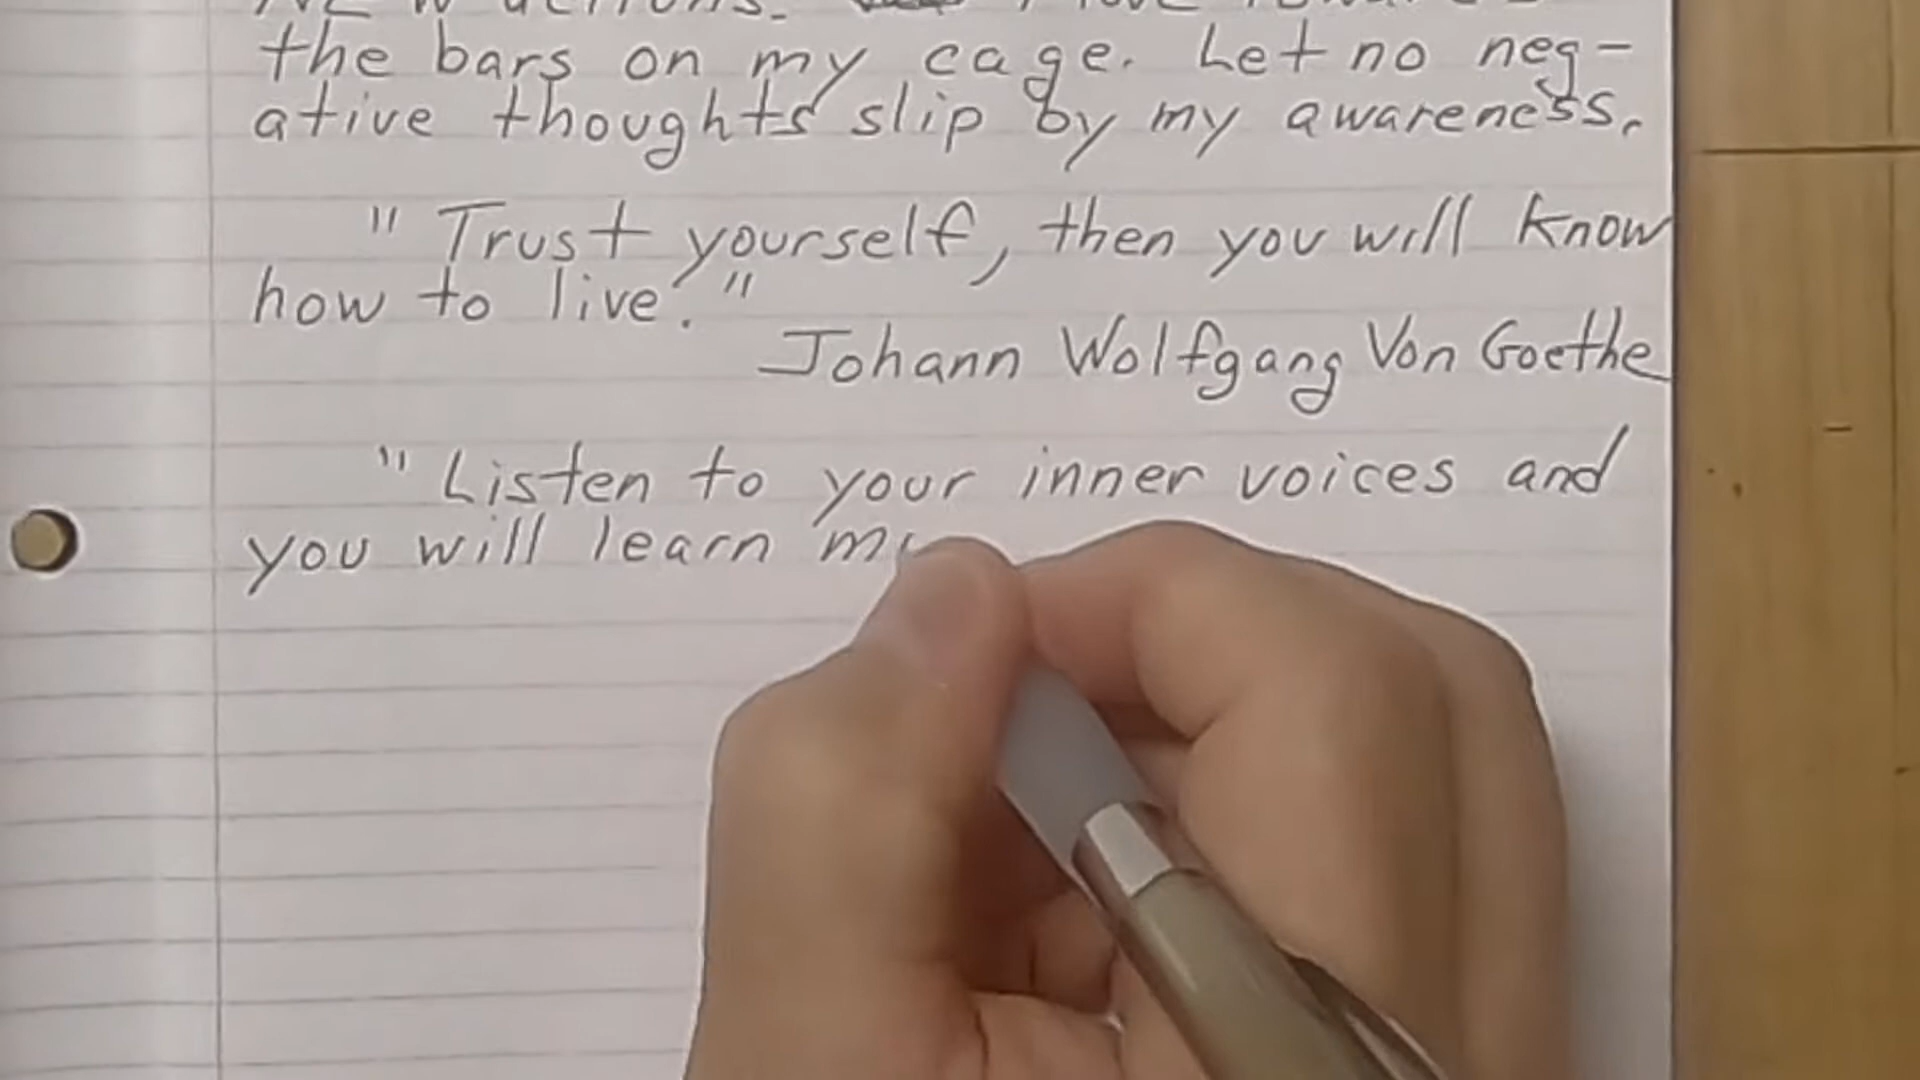 the bars on my cage. Let no neg-
ative thoughts slip by my awareness.
"Trust yourself, then you will know
how to live."
Johann Wolfgang Von Goethe
"Listen to your inner voices and
you will learn